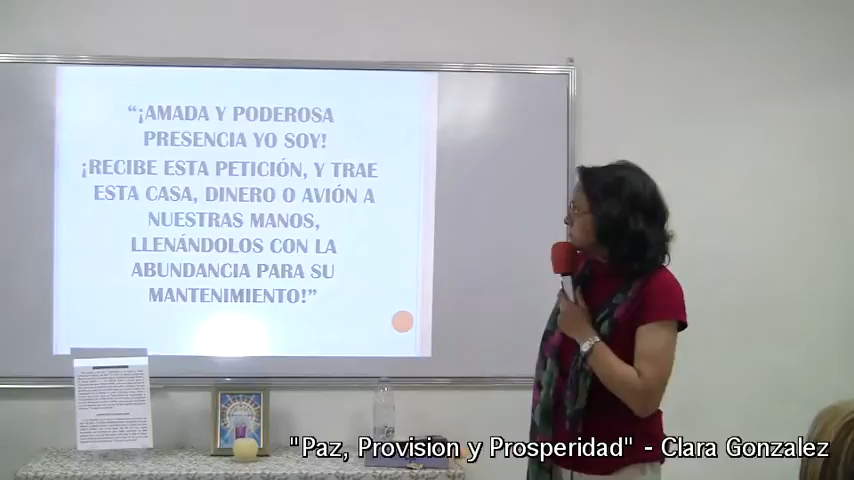 “¡AMADA Y PODEROSA
PRESENCIA YO SOY!
¡RECIBE ESTA PETICIÓN, Y TRAE
ESTA CASA, DINERO O AVIÓN A
NUESTRAS MANOS,
LLENÁNDOLOS CON LA
ABUNDANCIA PARA SU
MANTENIMIENTO!”
"Paz, Provision y Prosperidad" - Clara Gonzalez